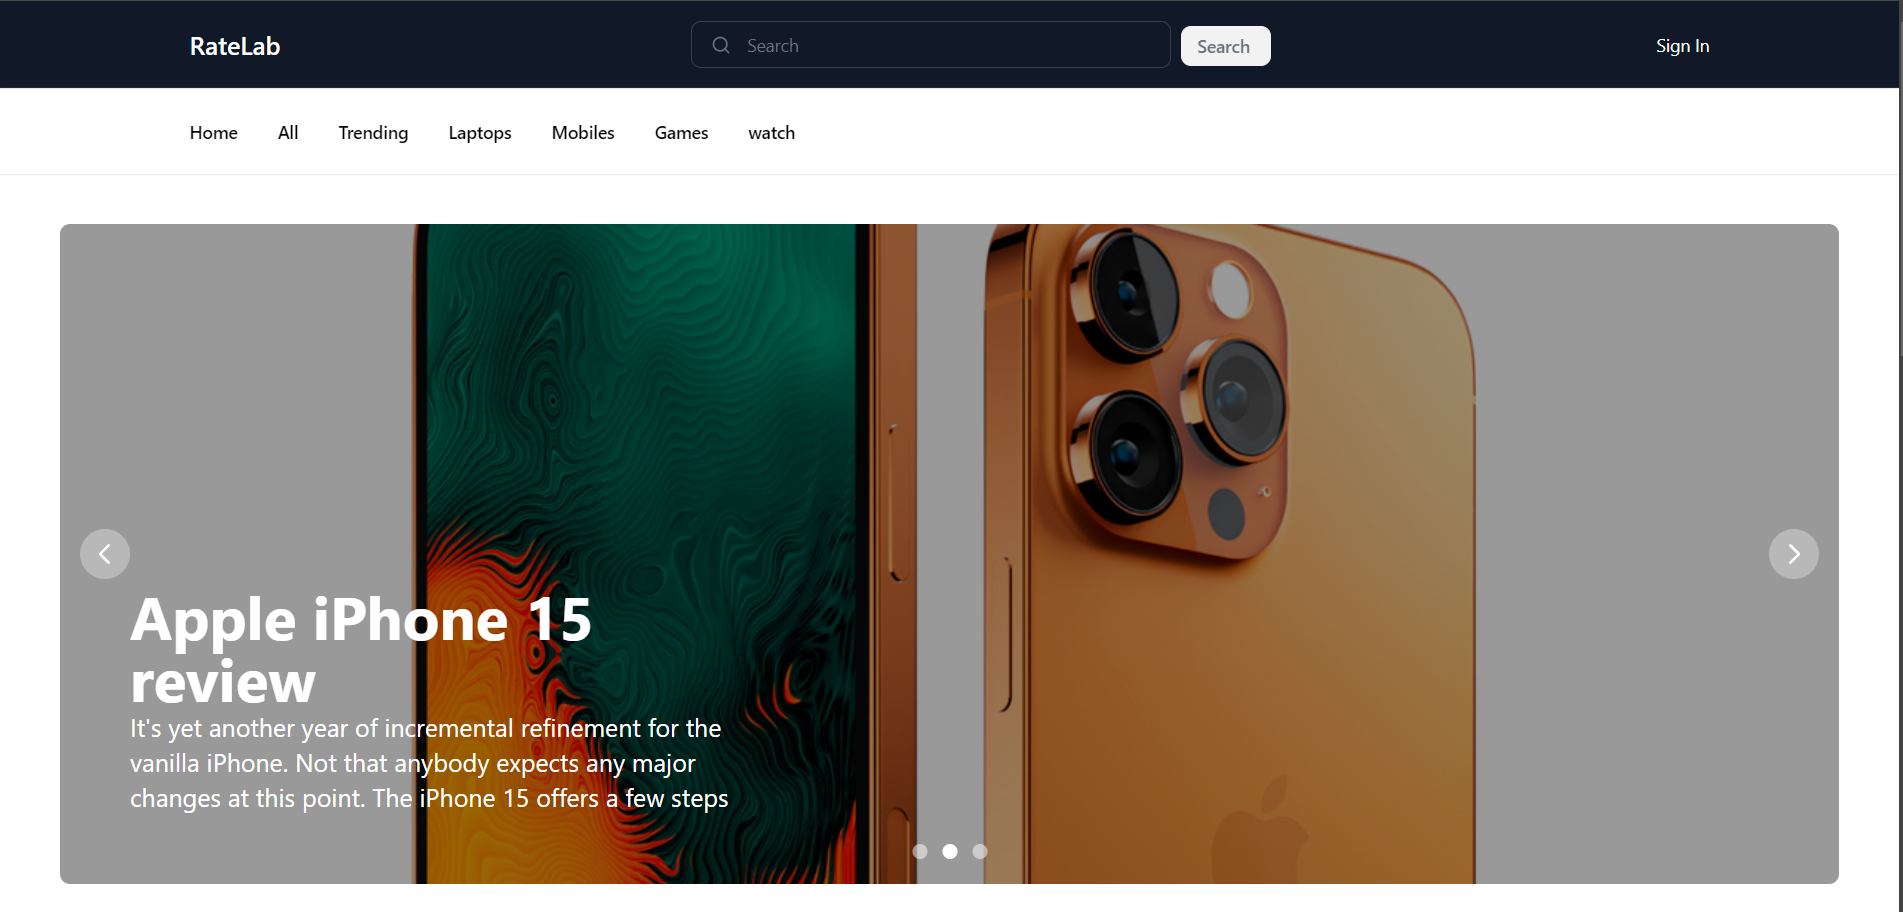 RateLab
Search
Search
Sign In
Home All Trending Laptops Mobiles Games watch
Apple iPhone 15
review
It's yet another year of incremental refinement for the
vanilla iPhone. Not that anybody expects any major
changes at this point. The iPhone 15 offers a few steps